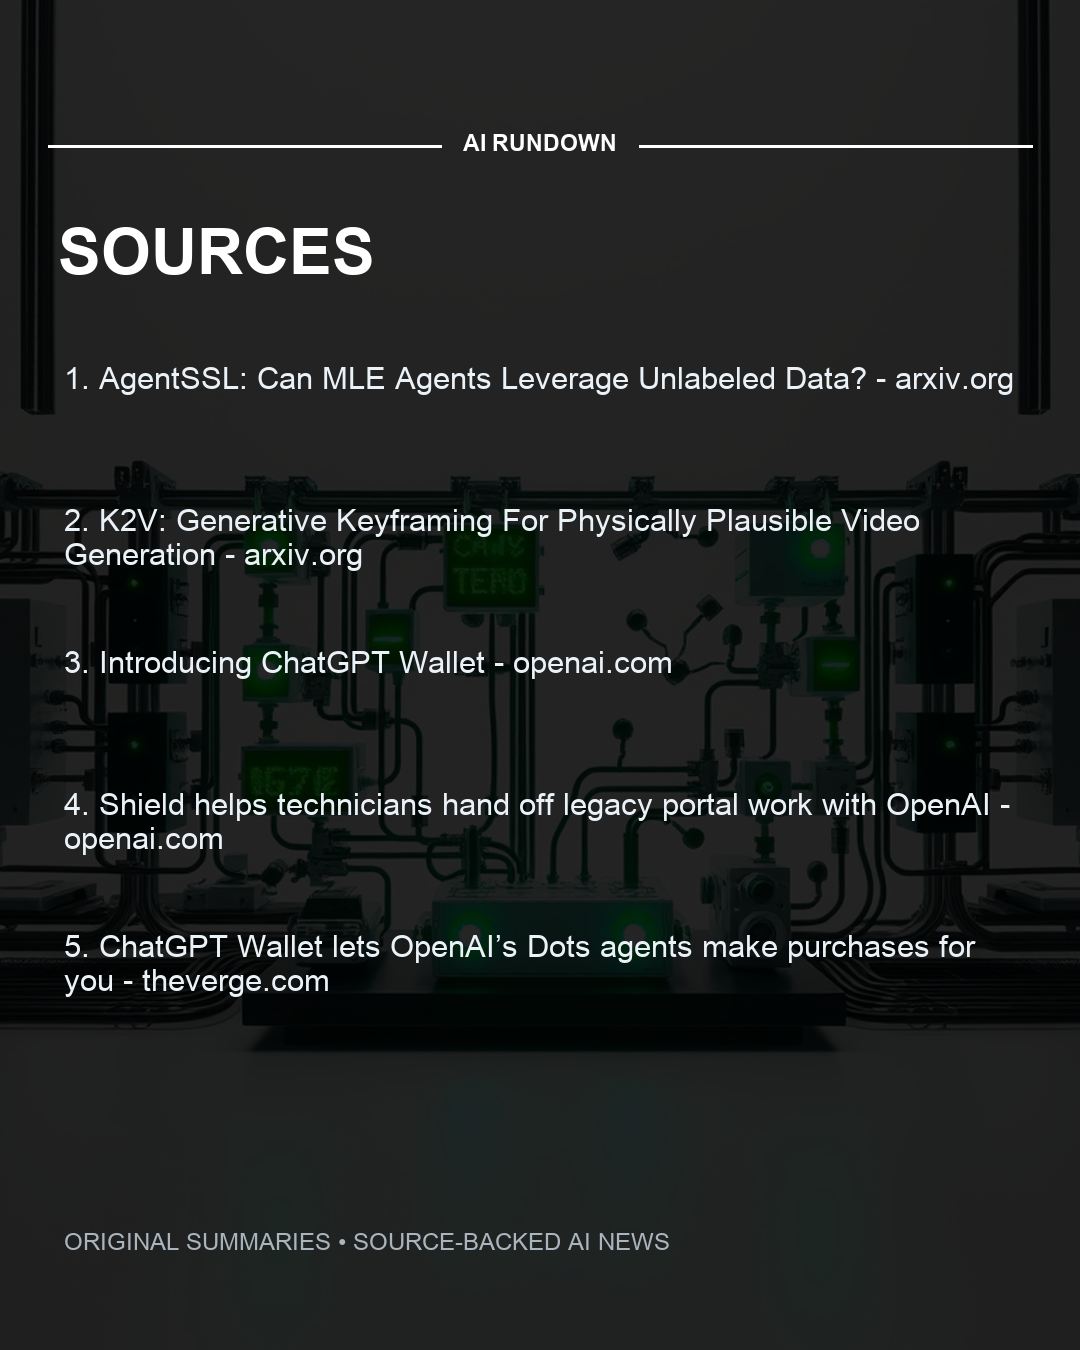 AI RUNDOWN
SOURCES
1. AgentSSL: Can MLE Agents Leverage Unlabeled Data? - arxiv.org
2. K2V: Generative Keyframing For Physically Plausible Video
Generation - arxiv.org
3. Introducing ChatGPT Wallet - openai.com
4. Shield helps technicians hand off legacy portal work with OpenAI -
openai.com
5. ChatGPT Wallet lets OpenAI’s Dots agents make purchases for
you - theverge.com
ORIGINAL SUMMARIES • SOURCE-BACKED AI NEWS